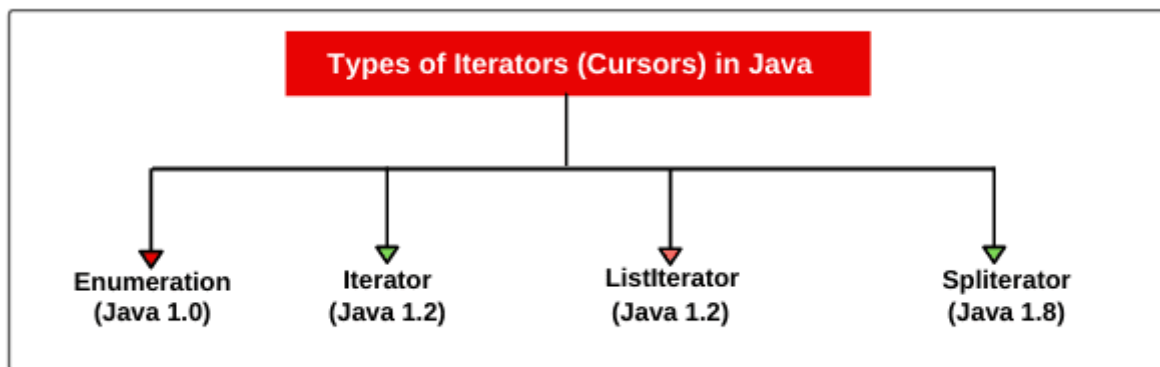 Types of Iterators (Cursors) in Java
Enumeration
(Java 1.0)
Iterator
(Java 1.2)
ListIterator
(Java 1.2)
Spliterator
(Java 1.8)